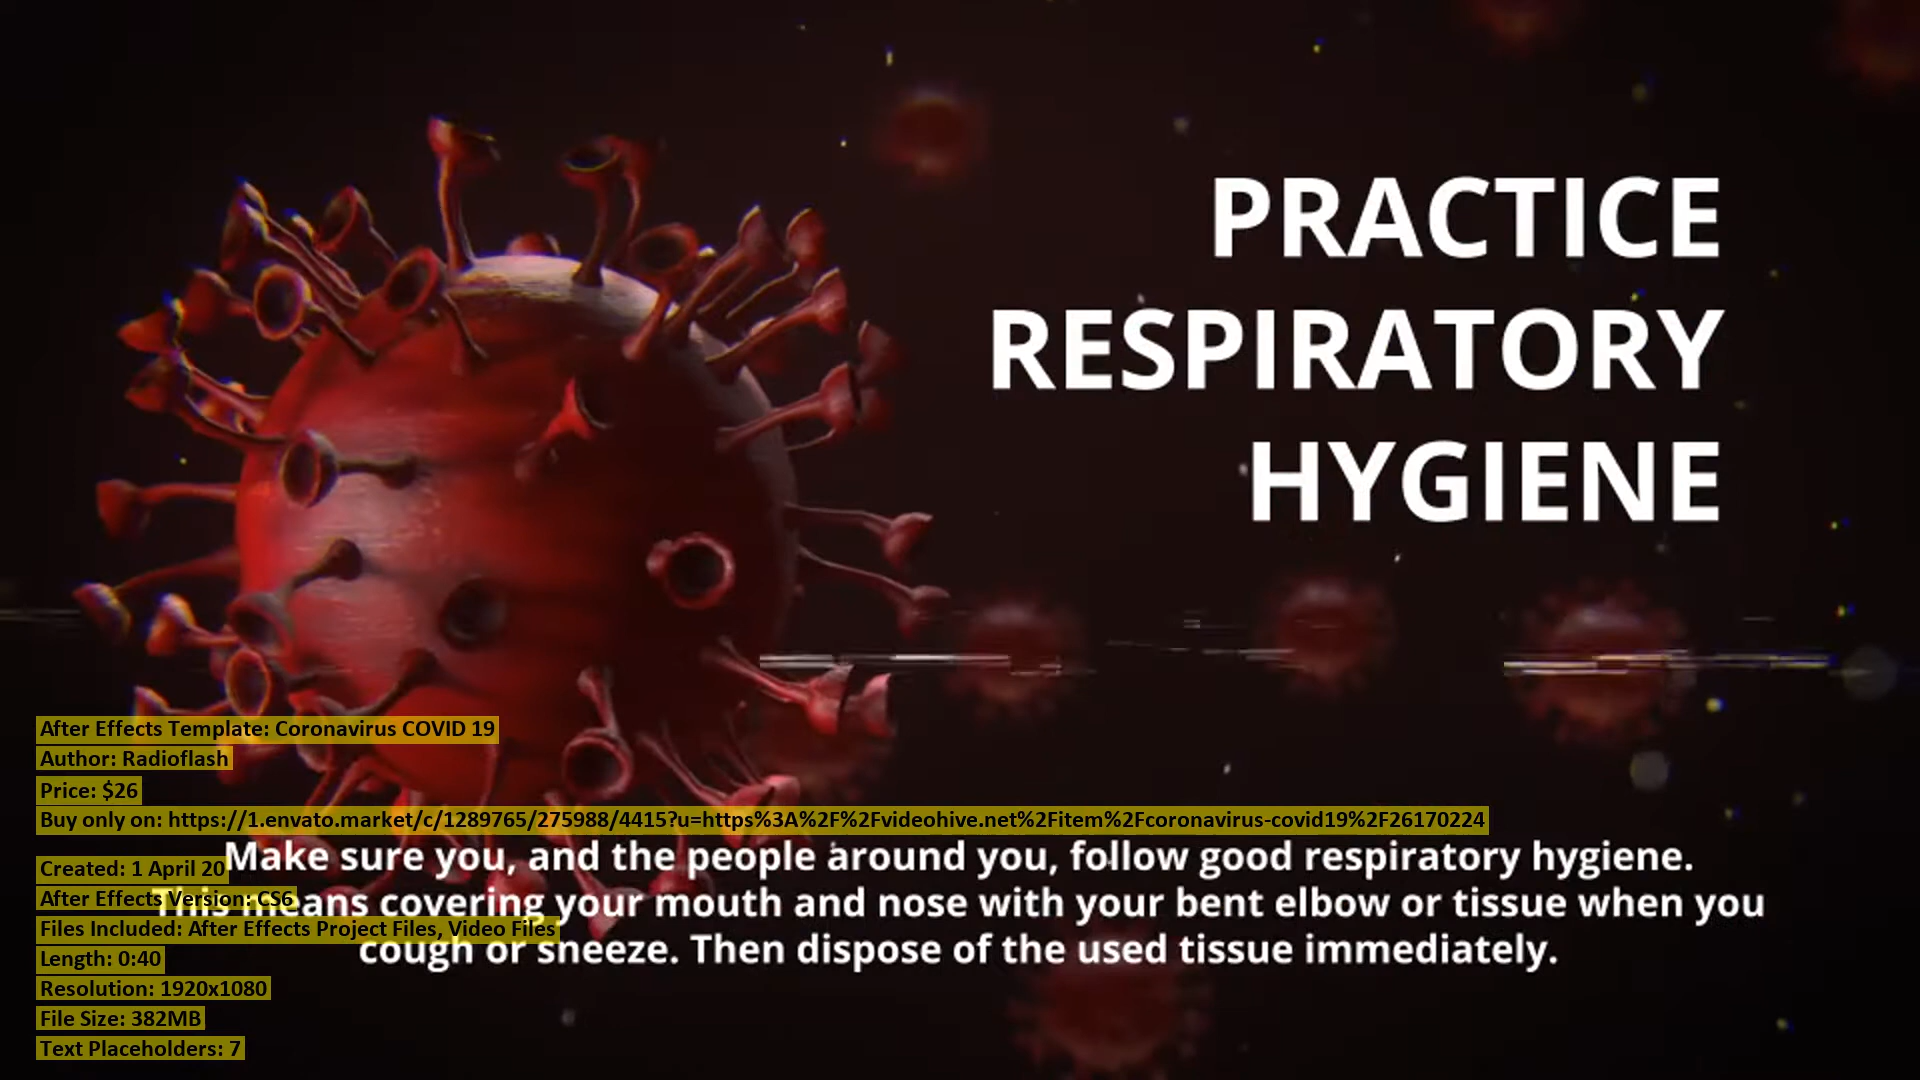 PRACTICE
RESPIRATORY
HYGIENE
After Effects Template: Coronavirus COVID 19
Author: Radioflash
Price: $26
Buy only on: https://1.envato.market/c/1289765/275988/4415?u=https%3A%2F%2Fvideohive.net%2Fitem%2Fcoronavirus-covid19%2F26170224
Make sure you, and the people around you, follow good respiratory hygiene.
Created: 1 April 20
This means covering your mouth and nose with your bent elbow or tissue when you
After Effects Version: CS6
Files Included: After Effects Project Files, Video Files
cough or sneeze. Then dispose of the used tissue immediately.
Length: 0:40
Resolution: 1920x1080
File Size: 382MB
Text Placeholders: 7